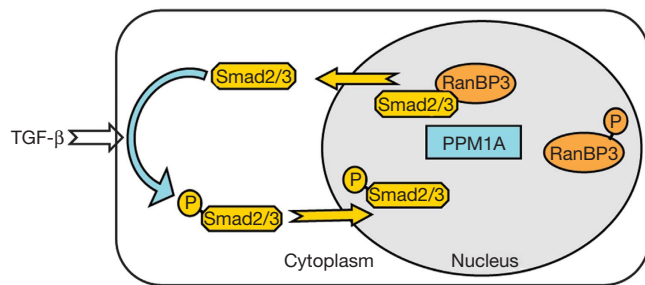 Smad2/3
RanBP3
Smad2/3
P
TGF-β
PPM1A
RanBP3
P
Smad2/3
P
Smad2/3
Cytoplasm
Nucleus